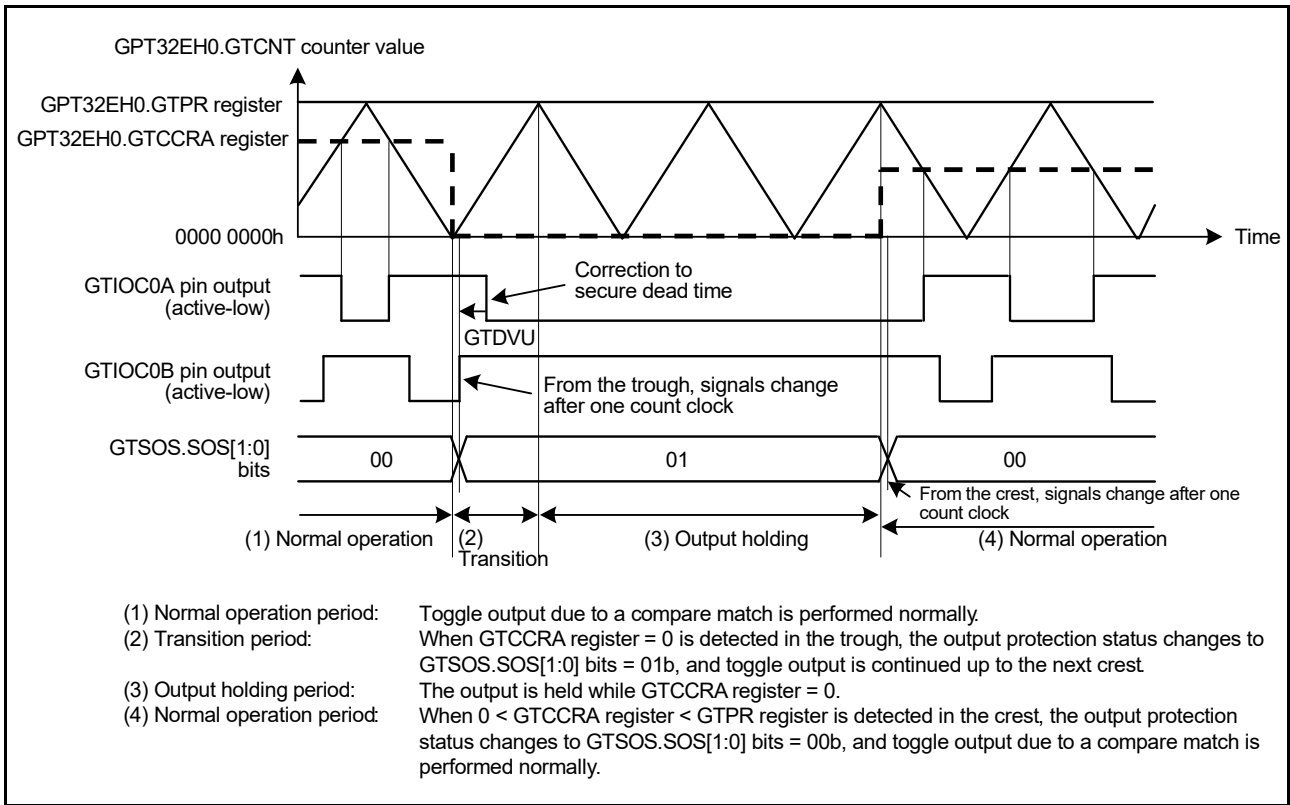 GPT32EH0.GTCNT counter value
GPT32EH0.GTPR register
GPT32EH0.GTCCRA register
0000 0000h
Time
GTIOC0A pin output
(active-low)
Correction to
secure dead time
GTDVU
GTIOC0B pin output
(active-low)
From the trough, signals change
after one count clock
GTSOS.SOS[1:0]
bits
00
01
00
From the crest, signals change after one
count clock
(1) Normal operation
(2)
Transition
(3) Output holding
(4) Normal operation
(1) Normal operation period: Toggle output due to a compare match is performed normally.
(2) Transition period: When GTCCRA register = 0 is detected in the trough, the output protection status changes to
GTSOS.SOS[1:0] bits = 01b, and toggle output is continued up to the next crest.
(3) Output holding period: The output is held while GTCCRA register = 0.
(4) Normal operation period: When 0 < GTCCRA register < GTPR register is detected in the crest, the output protection
status changes to GTSOS.SOS[1:0] bits = 00b, and toggle output due to a compare match is
performed normally.